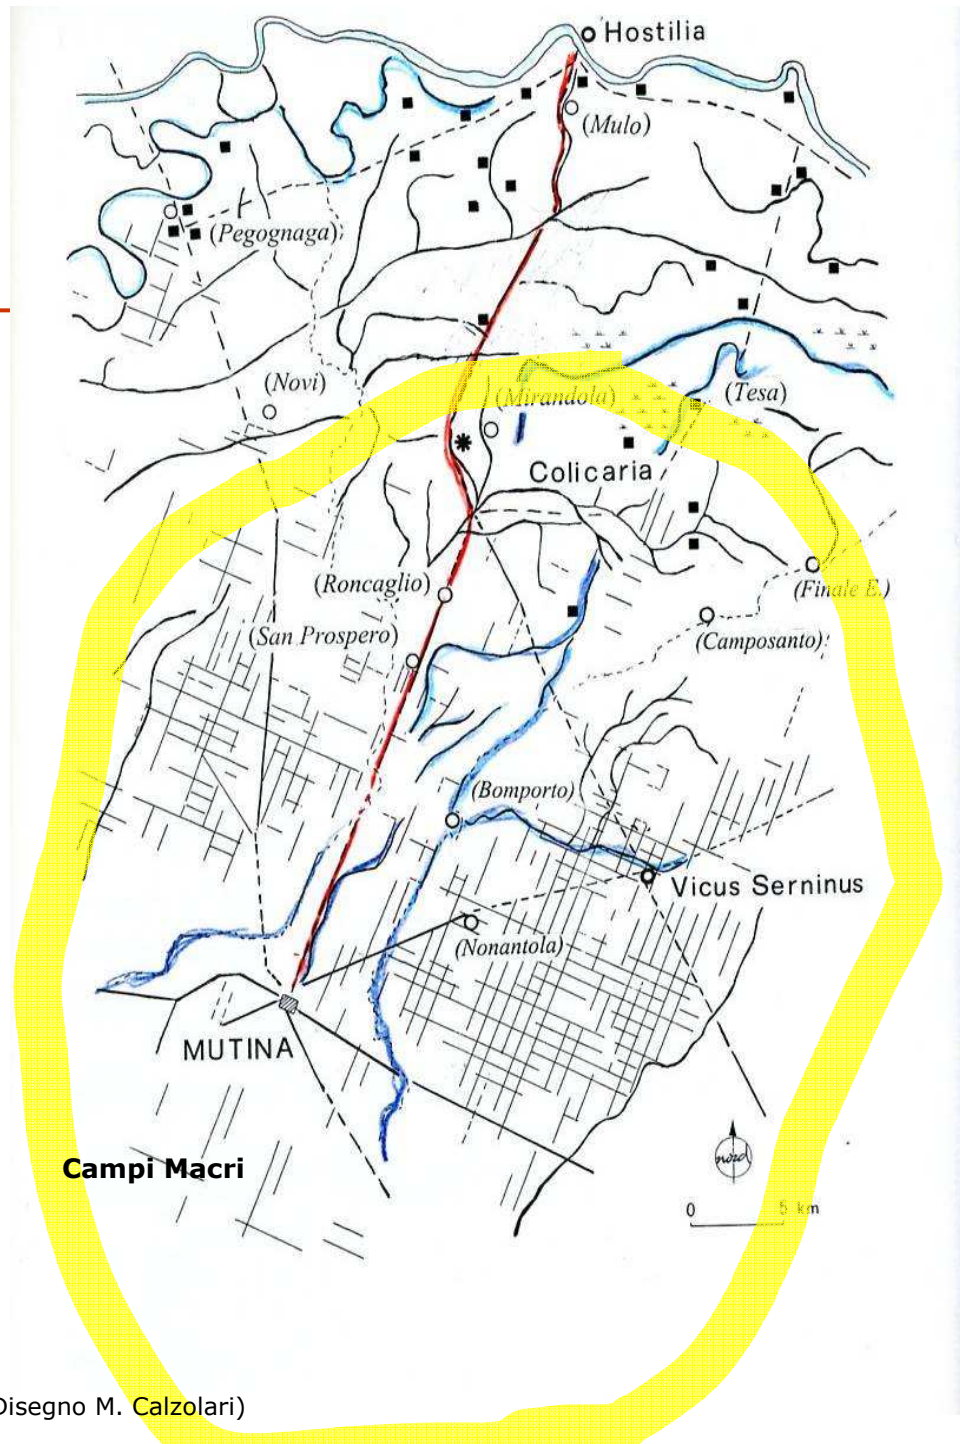 Hostilia
(Mulo)
(Pegognaga)
(Novi)
(Mirandola)
(Tesa)
Colicaria
(Roncaglio)
(Finale E.)
(San Prospero)
(Camposanto)
(Bomporto)
Vicus Serninus
(Nonantola)
MUTINA
nord
Campi Macri
0 5 km
Disegno M. Calzolari)